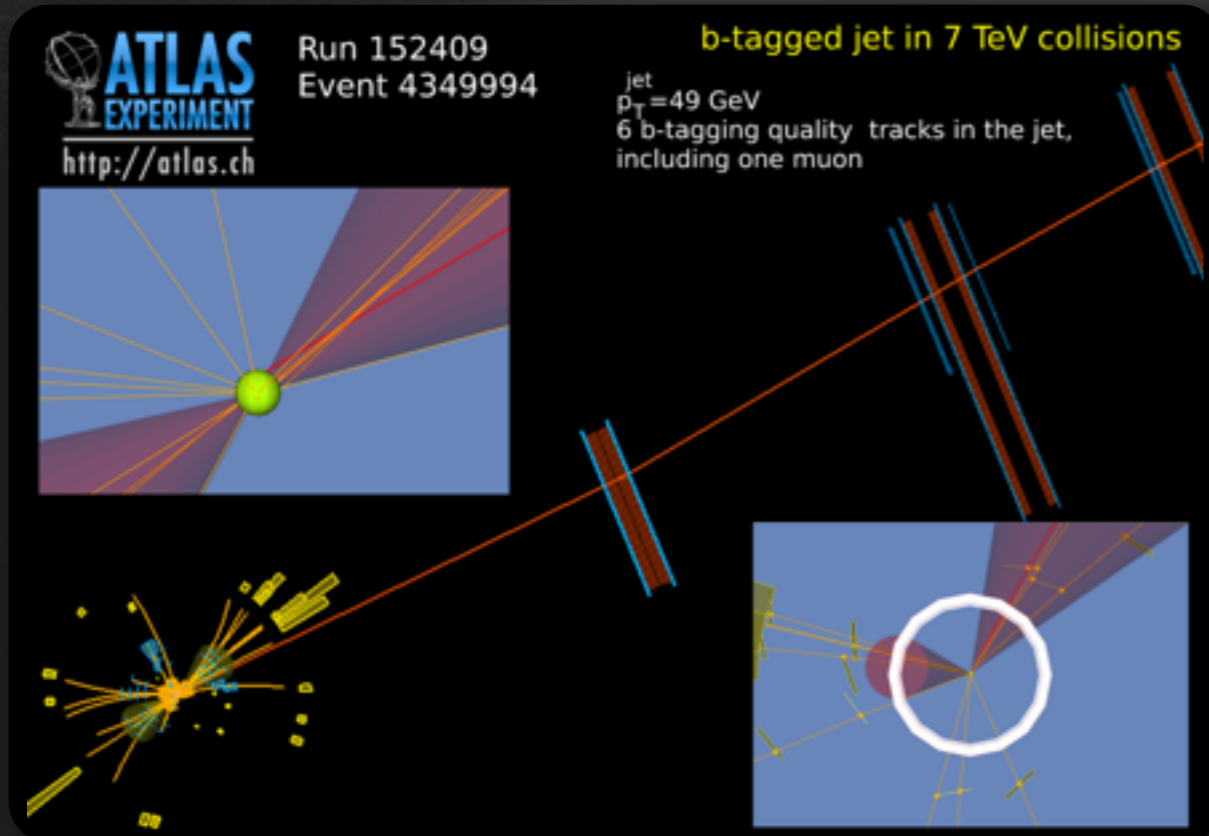 ATLAS
EXPERIMENT
http://atlas.ch
Run 152409
Event 4349994
b-tagged jet in 7 TeV collisions
jet
pT=49 GeV
6 b-tagging quality tracks in the jet,
including one muon